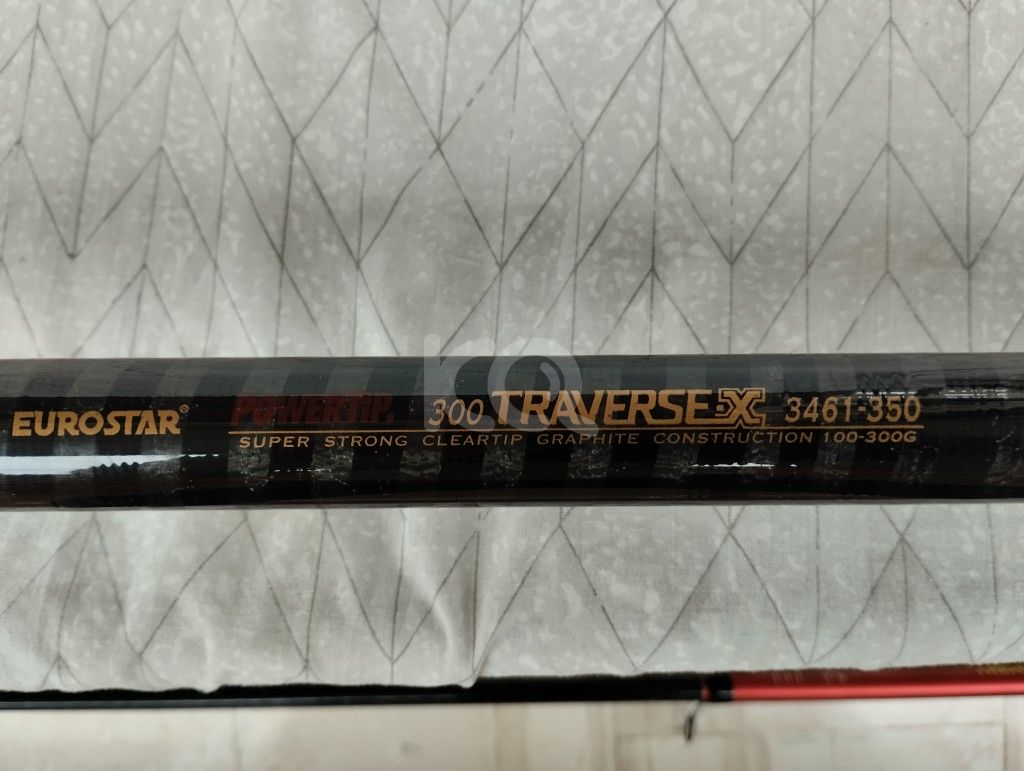 EUROSTAR® POWERTIP. 300 TRAVERSE-X 3461-350
SUPER STRONG CLEARTIP GRAPHITE CONSTRUCTION 100-300G